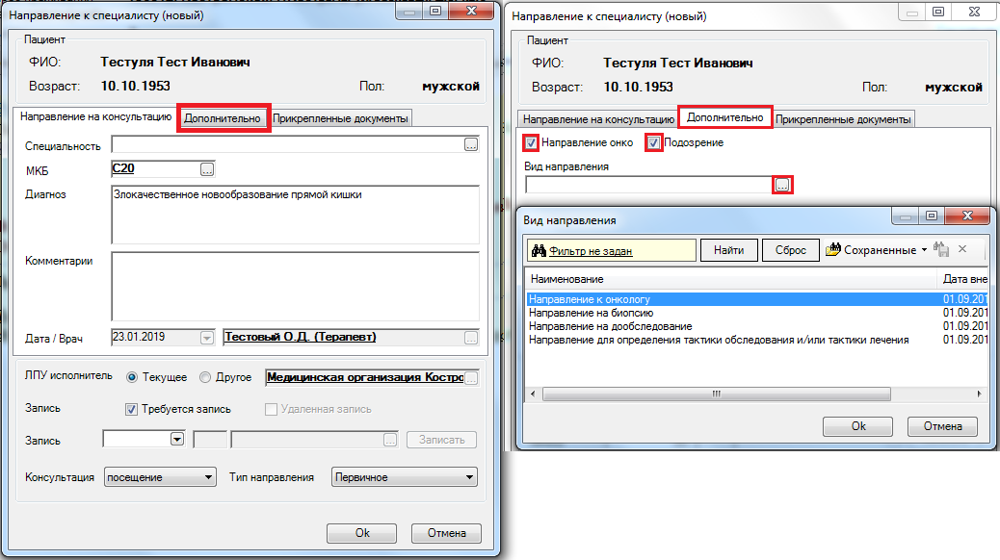 Направление к специалисту (новый)
Пациент
ФИО: Тестуля Тест Иванович
Возраст: 10.10.1953 Пол: мужской
Направление на консультацию Дополнительно Прикрепленные документы
Специальность ...
МКБ C20 ...
Диагноз Злокачественное новообразование прямой кишки
Комментарии
Дата / Врач 23.01.2019 Тестовый О.Д. (Терапевт) ...
ЛПУ исполнитель Текущее Другое Медицинская организация Костро ...
Запись Требуется запись Удаленная запись
Запись ... Записать
Консультация посещение Тип направления Первичное
Ok Отмена
Направление к специалисту (новый)
Пациент
ФИО: Тестуля Тест Иванович
Возраст: 10.10.1953 Пол: мужской
Направление на консультацию Дополнительно Прикрепленные документы
Направление онко Подозрение
Вид направления
...
Вид направления
Фильтр не задан Найти Сброс Сохраненные
Наименование Дата вне
Направление к онкологу 01.09.201
Направление на биопсию 01.09.201
Направление на дообследование 01.09.201
Направление для определения тактики обследования и/или тактики лечения 01.09.201
Ok Отмена